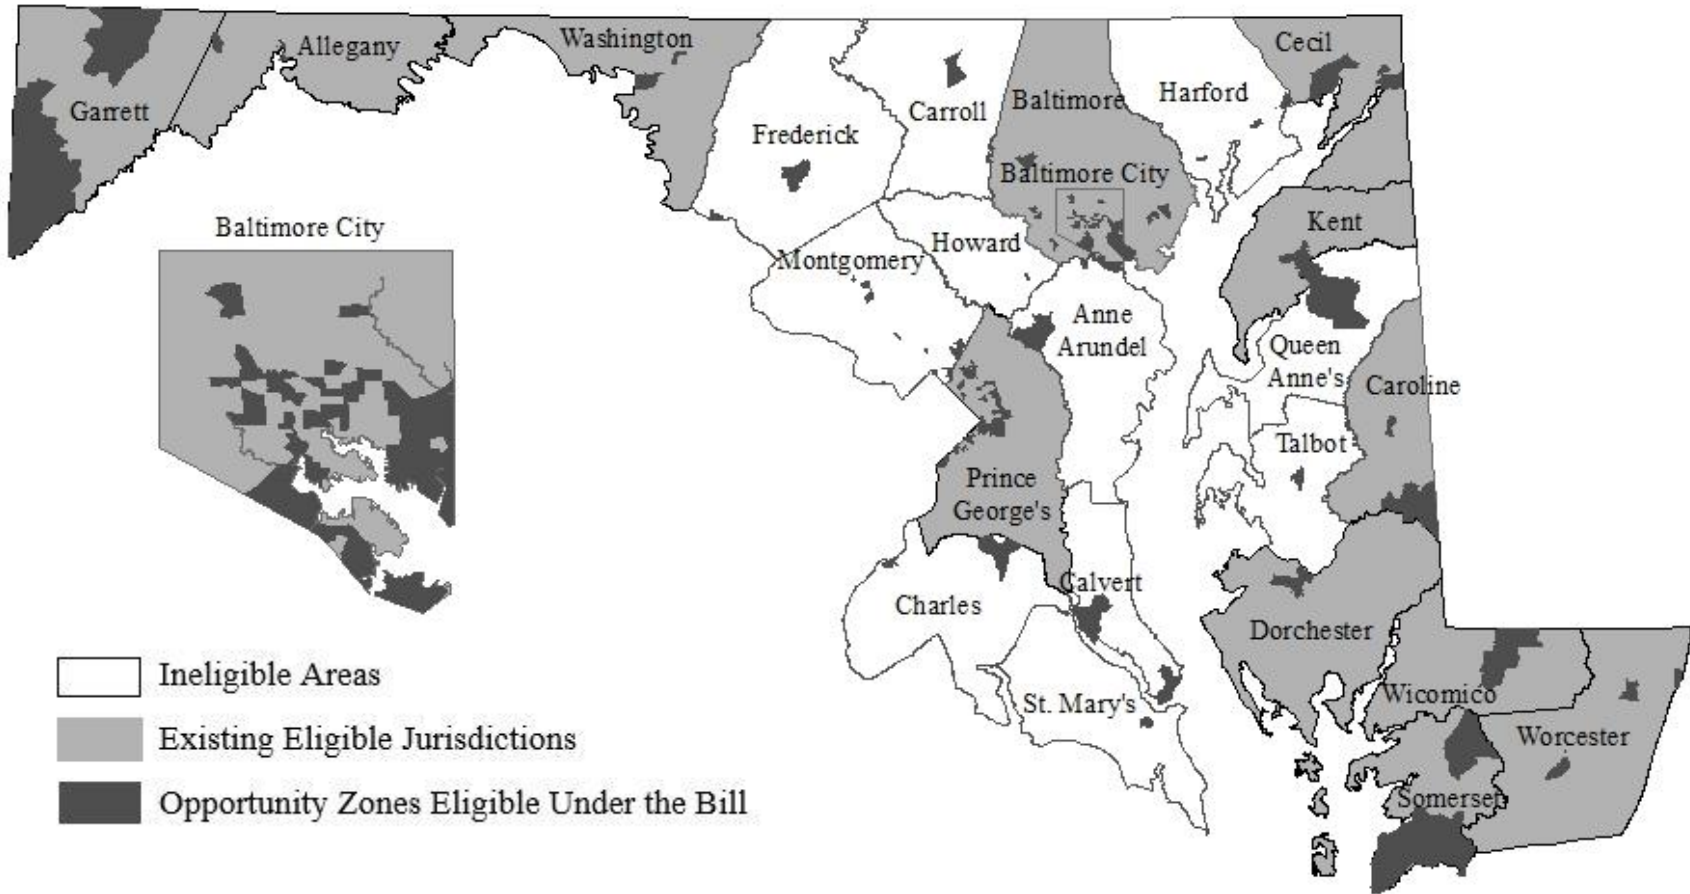 Washington
Allegany
Cecil
Garrett
Carroll
Baltimore
Harford
Frederick
Baltimore City
Baltimore City
Kent
Howard
Montgomery
Anne
Arundel
Queen
Anne's
Caroline
Talbot
Prince
George's
Calvert
Charles
Dorchester
Ineligible Areas
Wicomico
St. Mary's
Existing Eligible Jurisdictions
Worcester
Somerset
Opportunity Zones Eligible Under the Bill